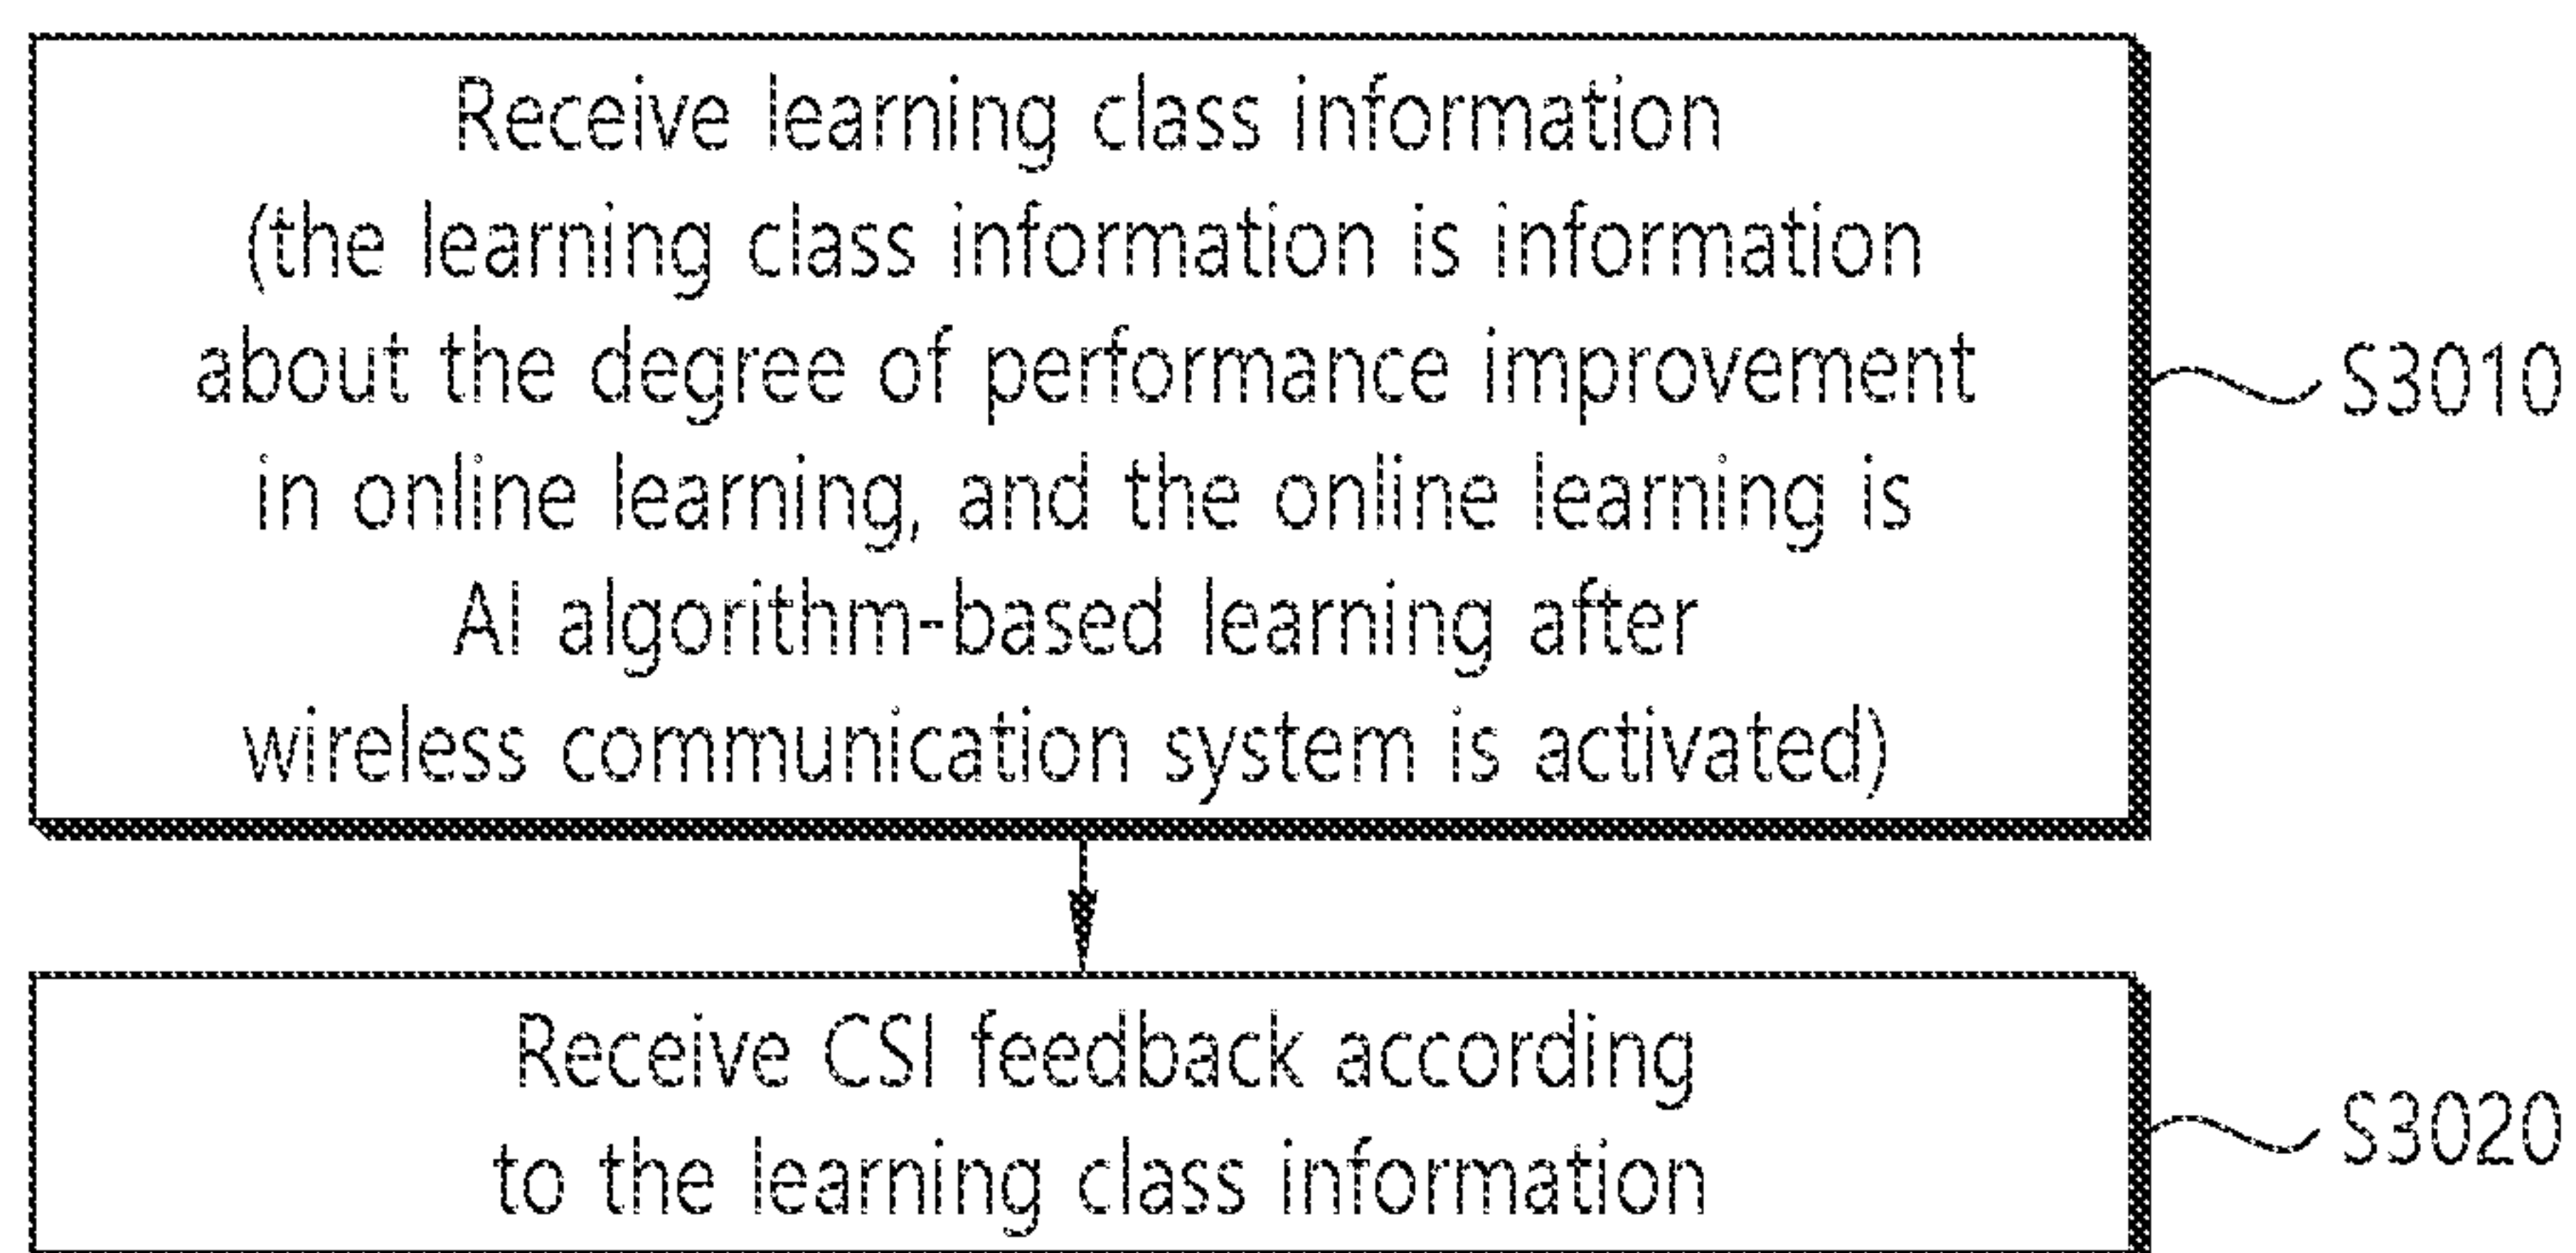 Receive learning class information
(the learning class information is information
about the degree of performance improvement
in online learning, and the online learning is
AI algorithm-based learning after
wireless communication system is activated)
S3010
Receive CSI feedback according
to the learning class information
S3020